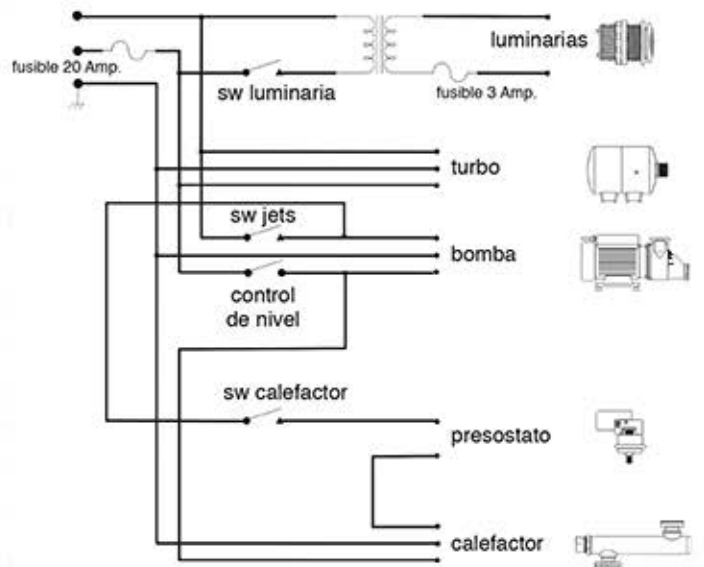 luminarias
fusible 20 Amp.
sw luminaria
fusible 3 Amp.
turbo
sw jets
bomba
control
de nivel
sw calefactor
presostato
calefactor